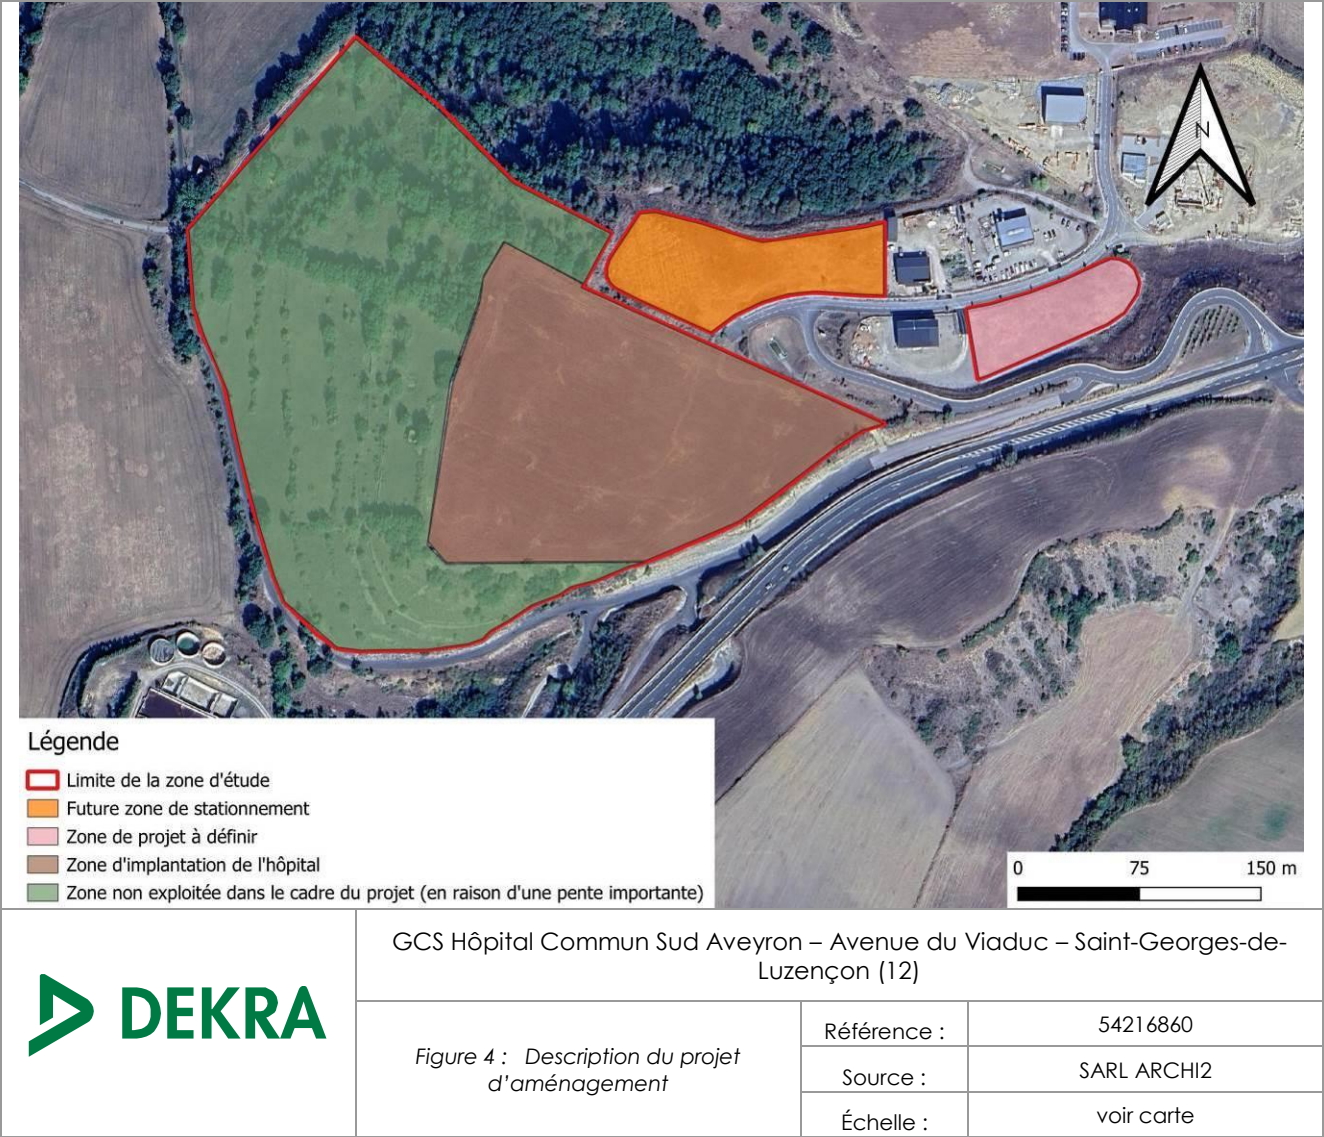 N
Légende
Limite de la zone d'étude
Future zone de stationnement
Zone de projet à définir
Zone d'implantation de l'hôpital
Zone non exploitée dans le cadre du projet (en raison d'une pente importante)
0 75 150 m
DEKRA
GCS Hôpital Commun Sud Aveyron – Avenue du Viaduc – Saint-Georges-de-
Luzençon (12)
Figure 4 : Description du projet
d’aménagement
Référence : 54216860
Source : SARL ARCHI2
Échelle : voir carte